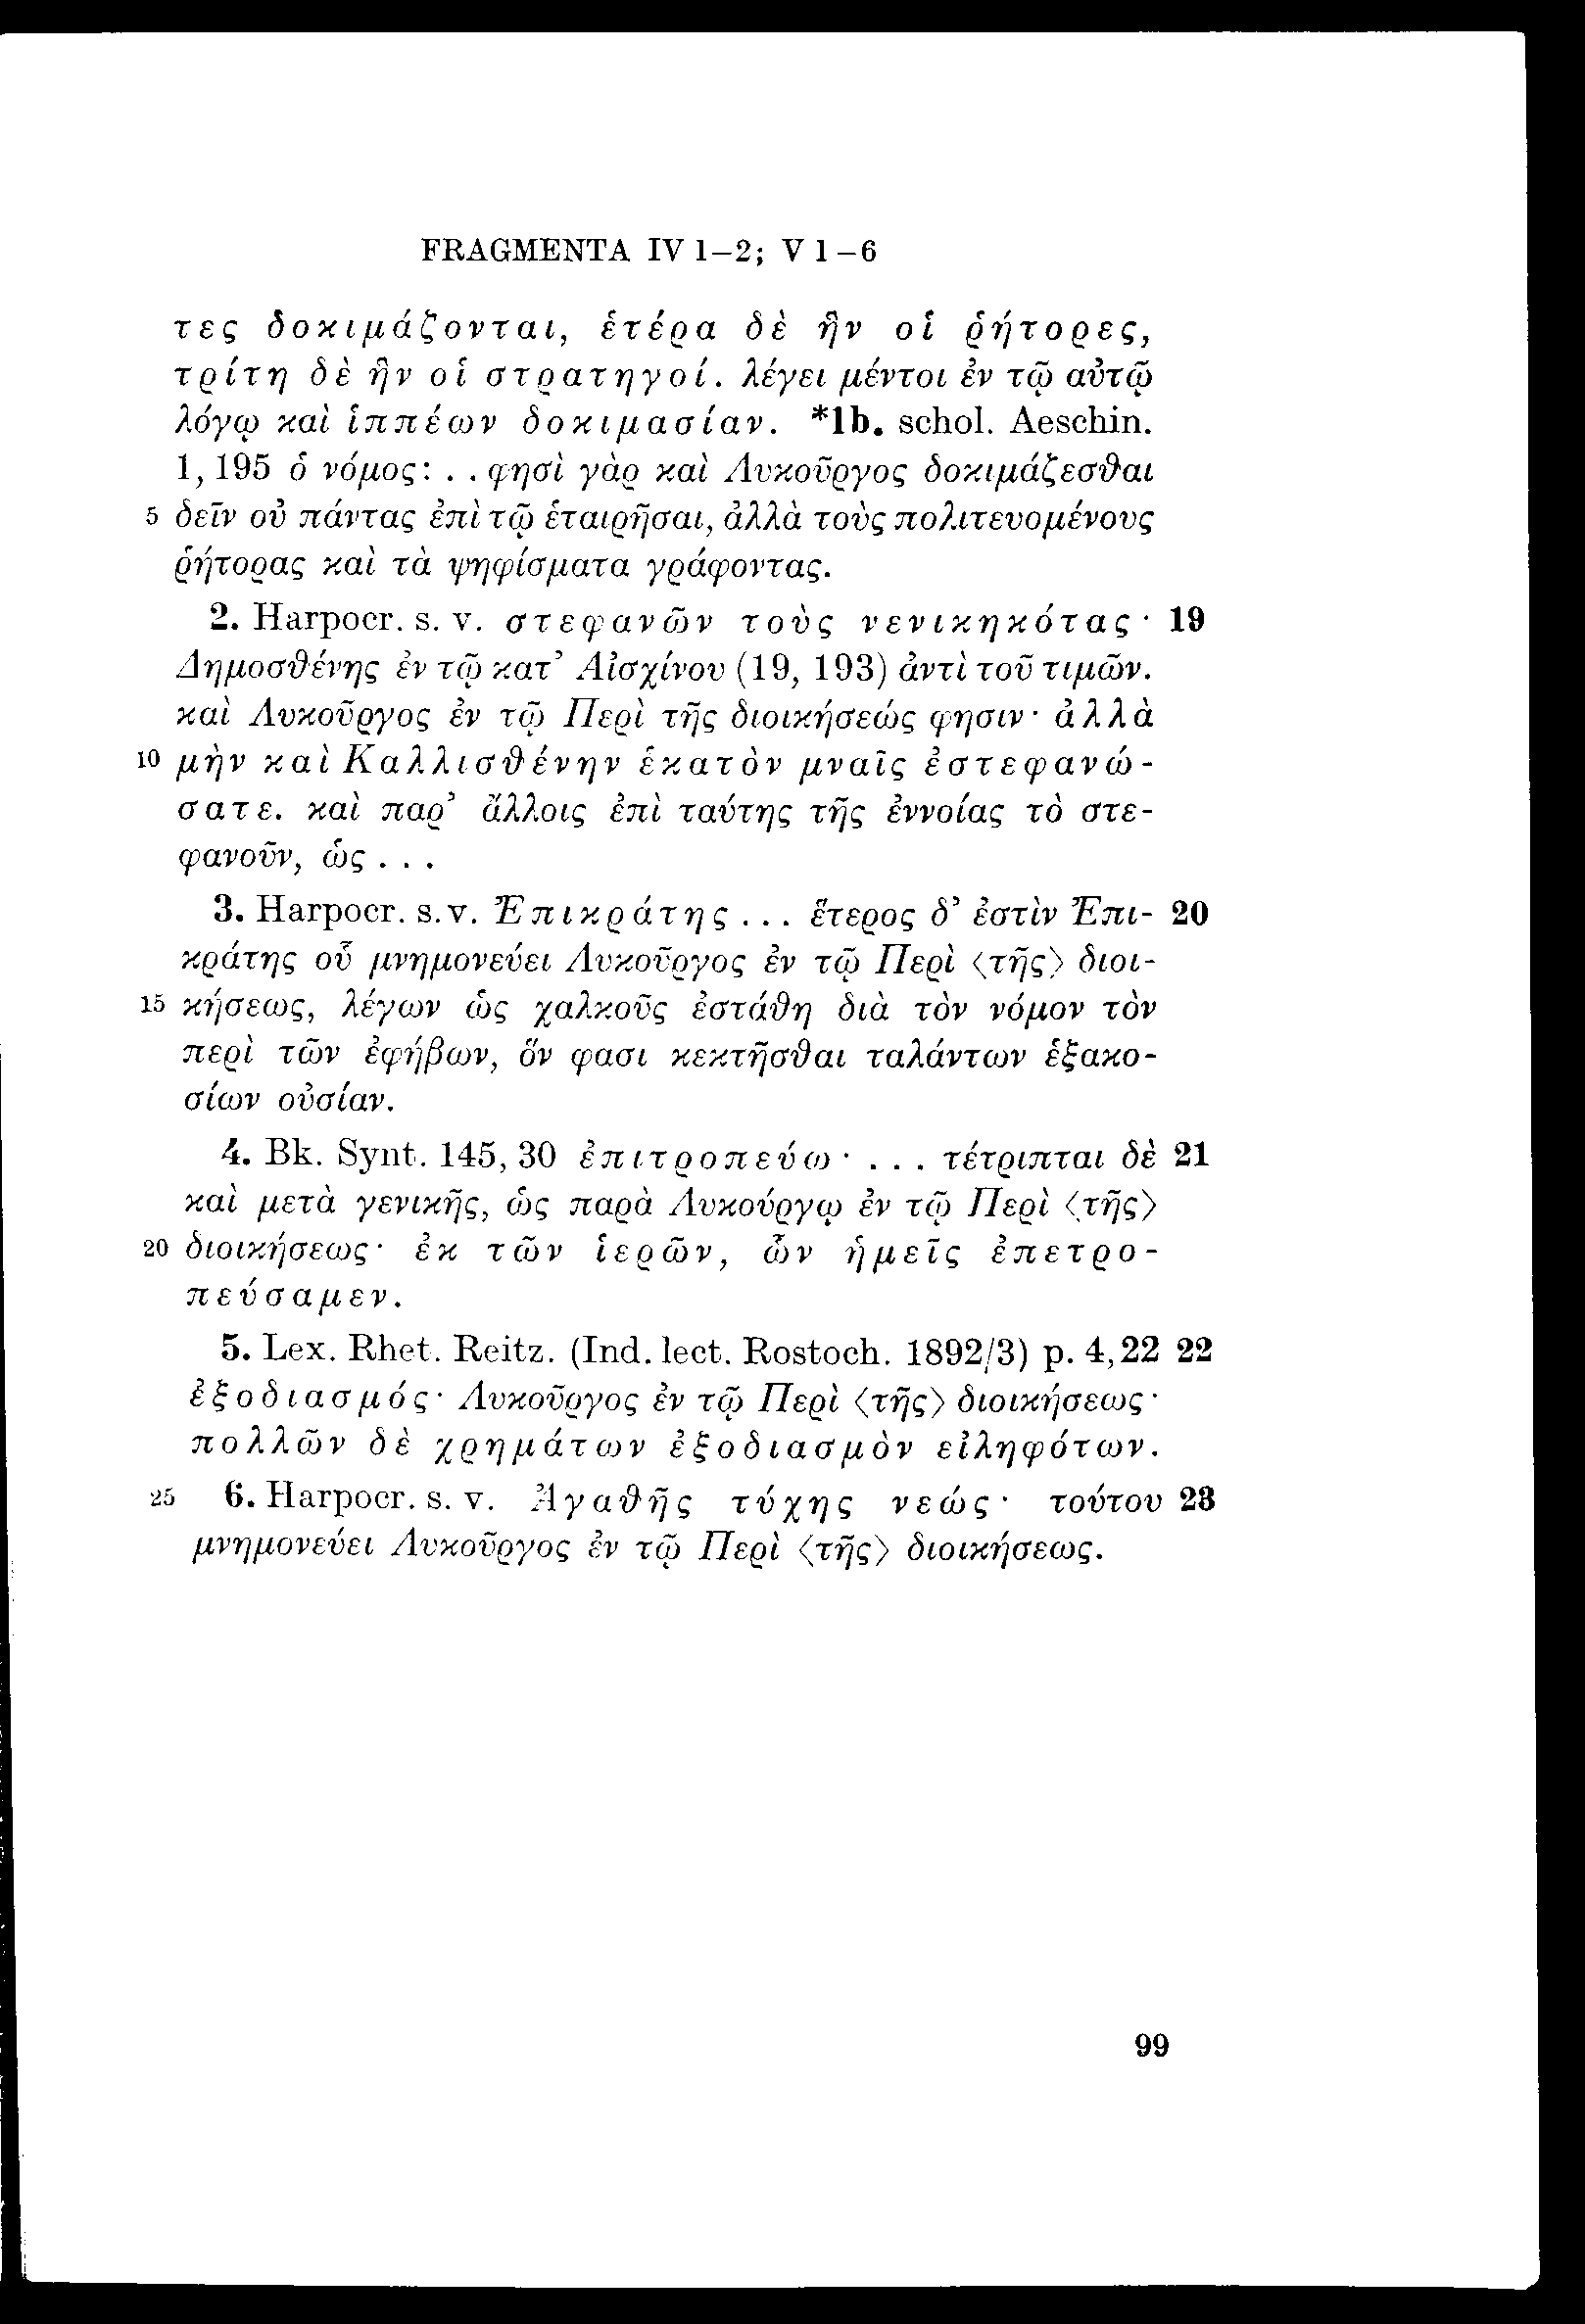 FRAGMENTA IV 1–2; V 1–6
τες δοκιμάζονται, ἑτέρα δὲ ἣν οἱ ῥήτορες,
τρίτη δὲ ἣν οἱ στρατηγοί. λέγει μέντοι ἐν τῷ αὐτῷ
λόγῳ καὶ ἱππέων δοκιμασίαν. *1b. schol. Aeschin.
1, 195 ὁ νόμος: . . φησὶ γὰρ καὶ Λυκοῦργος δοκιμάζεσθαι
5 δεῖν οὐ πάντας ἐπὶ τῷ ἑταιρῆσαι, ἀλλὰ τοὺς πολιτευομένους
ῥήτορας καὶ τὰ ψηφίσματα γράφοντας.
2. Harpocr. s. v. στεφανῶν τοὺς νενικηκότας· 19
Δημοσθένης ἐν τῷ κατ’ Αἰσχίνου (19, 193) ἀντὶ τοῦ τιμῶν.
καὶ Λυκοῦργος ἐν τῷ Περὶ τῆς διοικήσεώς φησιν· ἀλλὰ
10 μὴν καὶ Καλλισθένην ἑκατὸν μναῖς ἐστεφανώ-
σατε. καὶ παρ’ ἄλλοις ἐπὶ ταύτης τῆς ἐννοίας τὸ στε-
φανοῦν, ὡς . . .
3. Harpocr. s. v. Ἐπικράτης . . . ἕτερος δ’ ἐστὶν Ἐπι- 20
κράτης οὗ μνημονεύει Λυκοῦργος ἐν τῷ Περὶ ⟨τῆς⟩ διοι-
15 κήσεως, λέγων ὡς χαλκοῦς ἐστάθη διὰ τὸν νόμον τὸν
περὶ τῶν ἐφήβων, ὅν φασι κεκτῆσθαι ταλάντων ἑξακο-
σίων οὐσίαν.
4. Bk. Synt. 145, 30 ἐπιτροπεύω· . . . τέτριπται δὲ 21
καὶ μετὰ γενικῆς, ὡς παρὰ Λυκούργῳ ἐν τῷ Περὶ ⟨τῆς⟩
20 διοικήσεως· ἐκ τῶν ἱερῶν, ὧν ἡμεῖς ἐπετρο-
πεύσαμεν.
5. Lex. Rhet. Reitz. (Ind. lect. Rostoch. 1892/3) p. 4,22 22
ἐξοδιασμός· Λυκοῦργος ἐν τῷ Περὶ ⟨τῆς⟩ διοικήσεως·
πολλῶν δὲ χρημάτων ἐξοδιασμὸν εἰληφότων.
25 6. Harpocr. s. v. Ἀγαθῆς τύχης νεώς· τούτου 23
μνημονεύει Λυκοῦργος ἐν τῷ Περὶ ⟨τῆς⟩ διοικήσεως.
99